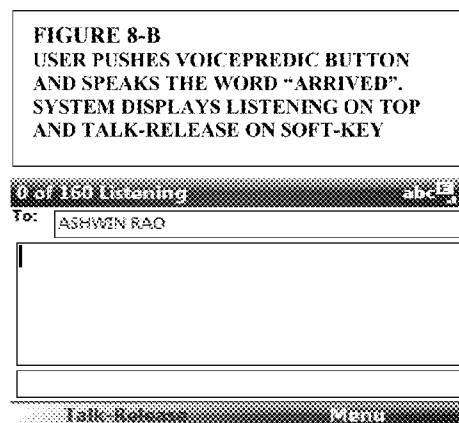 FIGURE 8-B
USER PUSHES VOICEPREDIC BUTTON
AND SPEAKS THE WORD “ARRIVED”.
SYSTEM DISPLAYS LISTENING ON TOP
AND TALK-RELEASE ON SOFT-KEY
0 of 160 Listening abc
To: ASHWIN RAO
Talk-Release Menu